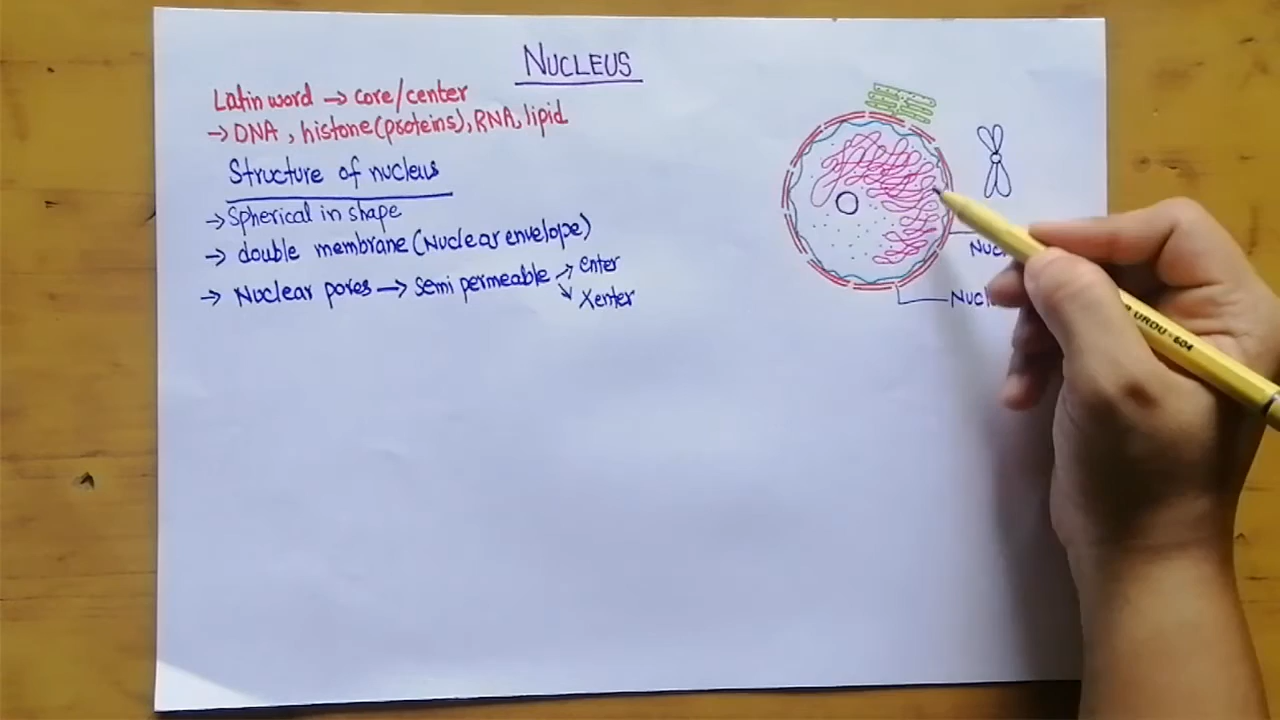 NUCLEUS
Latin word → core/center
→ DNA, histone(proteins), RNA, lipid
Structure of nucleus
→ Spherical in shape
→ double membrane (Nuclear envelope)
→ Nuclear pores → semi permeable → enter
↘ Xenter